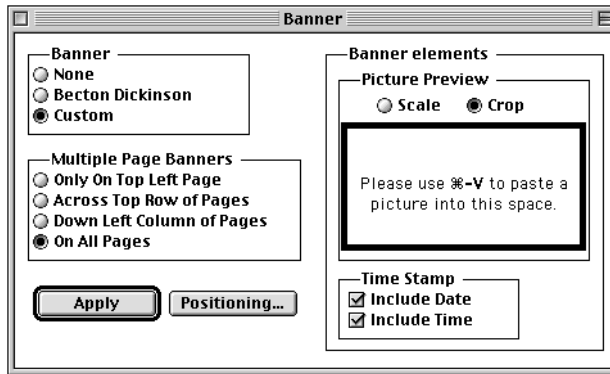 Banner
Banner
None
Becton Dickinson
Custom
Multiple Page Banners
Only On Top Left Page
Across Top Row of Pages
Down Left Column of Pages
On All Pages
Apply
Positioning...
Banner elements
Picture Preview
Scale
Crop
Please use ⌘-V to paste a
picture into this space.
Time Stamp
Include Date
Include Time